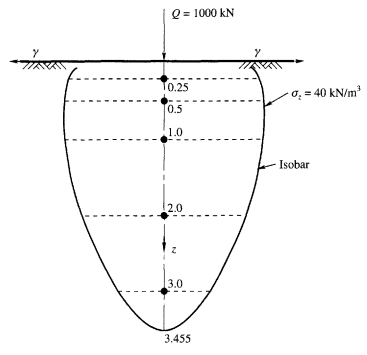 Q = 1000 kN
γ γ
0.25
σz = 40 kN/m³
0.5
1.0
Isobar
2.0
z
3.0
3.455